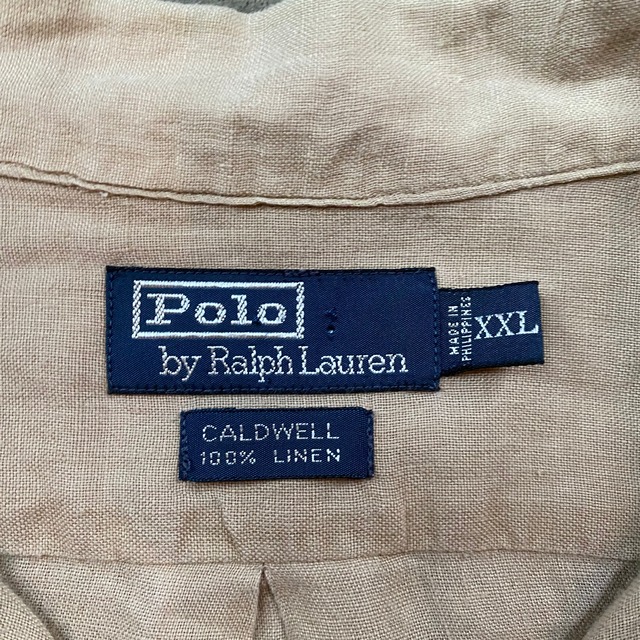 Polo
by Ralph Lauren
MADE IN
PHILIPPINES
XXL
CALDWELL
100% LINEN